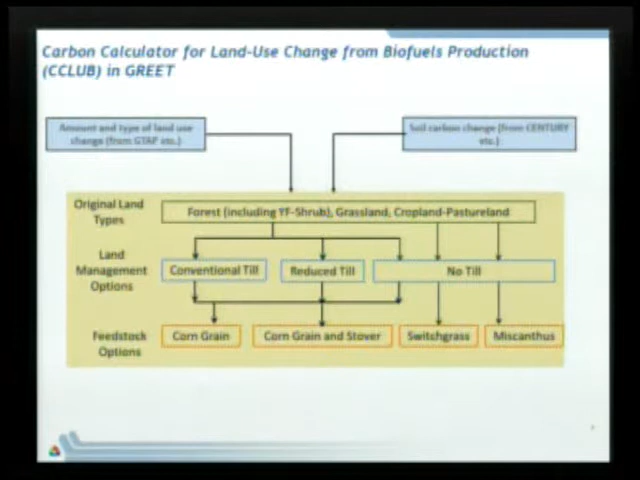 Carbon Calculator for Land-Use Change from Biofuels Production
(CCLUB) in GREET
Amount and type of land use
change (from GTAP etc.)
Soil carbon change (from CENTURY
etc.)
Original Land
Types
Forest (including YF-Shrub), Grassland, Cropland-Pastureland
Land
Management
Options
Conventional Till
Reduced Till
No Till
Feedstock
Options
Corn Grain
Corn Grain and Stover
Switchgrass
Miscanthus